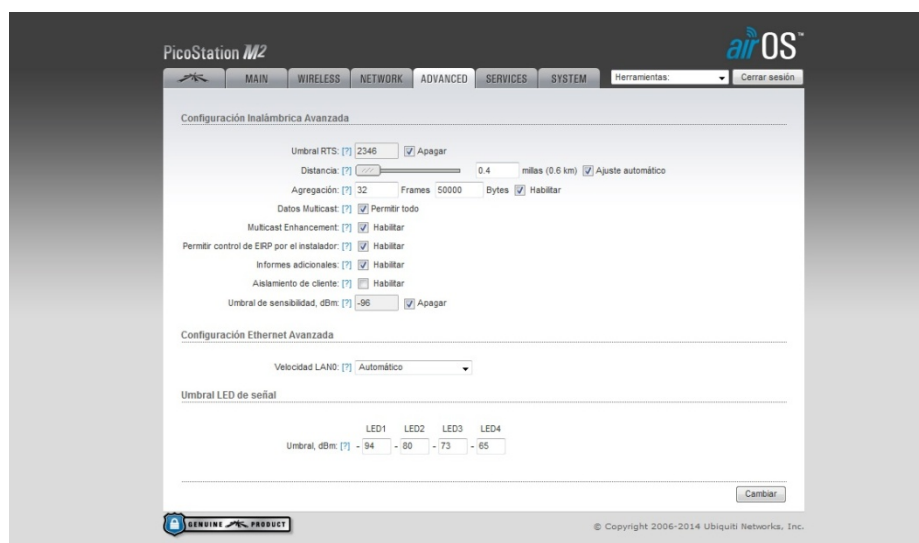 PicoStation M2
airOS™
MAIN WIRELESS NETWORK ADVANCED SERVICES SYSTEM Herramientas: Cerrar sesión
Configuración Inalámbrica Avanzada
Umbral RTS: [?] 2346 Apagar
Distancia: [?] 0.4 millas (0.6 km) Ajuste automático
Agregación: [?] 32 Frames 50000 Bytes Habilitar
Datos Multicast: [?] Permitir todo
Multicast Enhancement: [?] Habilitar
Permitir control de EIRP por el instalador: [?] Habilitar
Informes adicionales: [?] Habilitar
Aislamiento de cliente: [?] Habilitar
Umbral de sensibilidad, dBm: [?] -96 Apagar
Configuración Ethernet Avanzada
Velocidad LAN0: [?] Automático
Umbral LED de señal
LED1 LED2 LED3 LED4
Umbral, dBm: [?] - 94 - 80 - 73 - 65
Cambiar
GENUINE PRODUCT
© Copyright 2006-2014 Ubiquiti Networks, Inc.